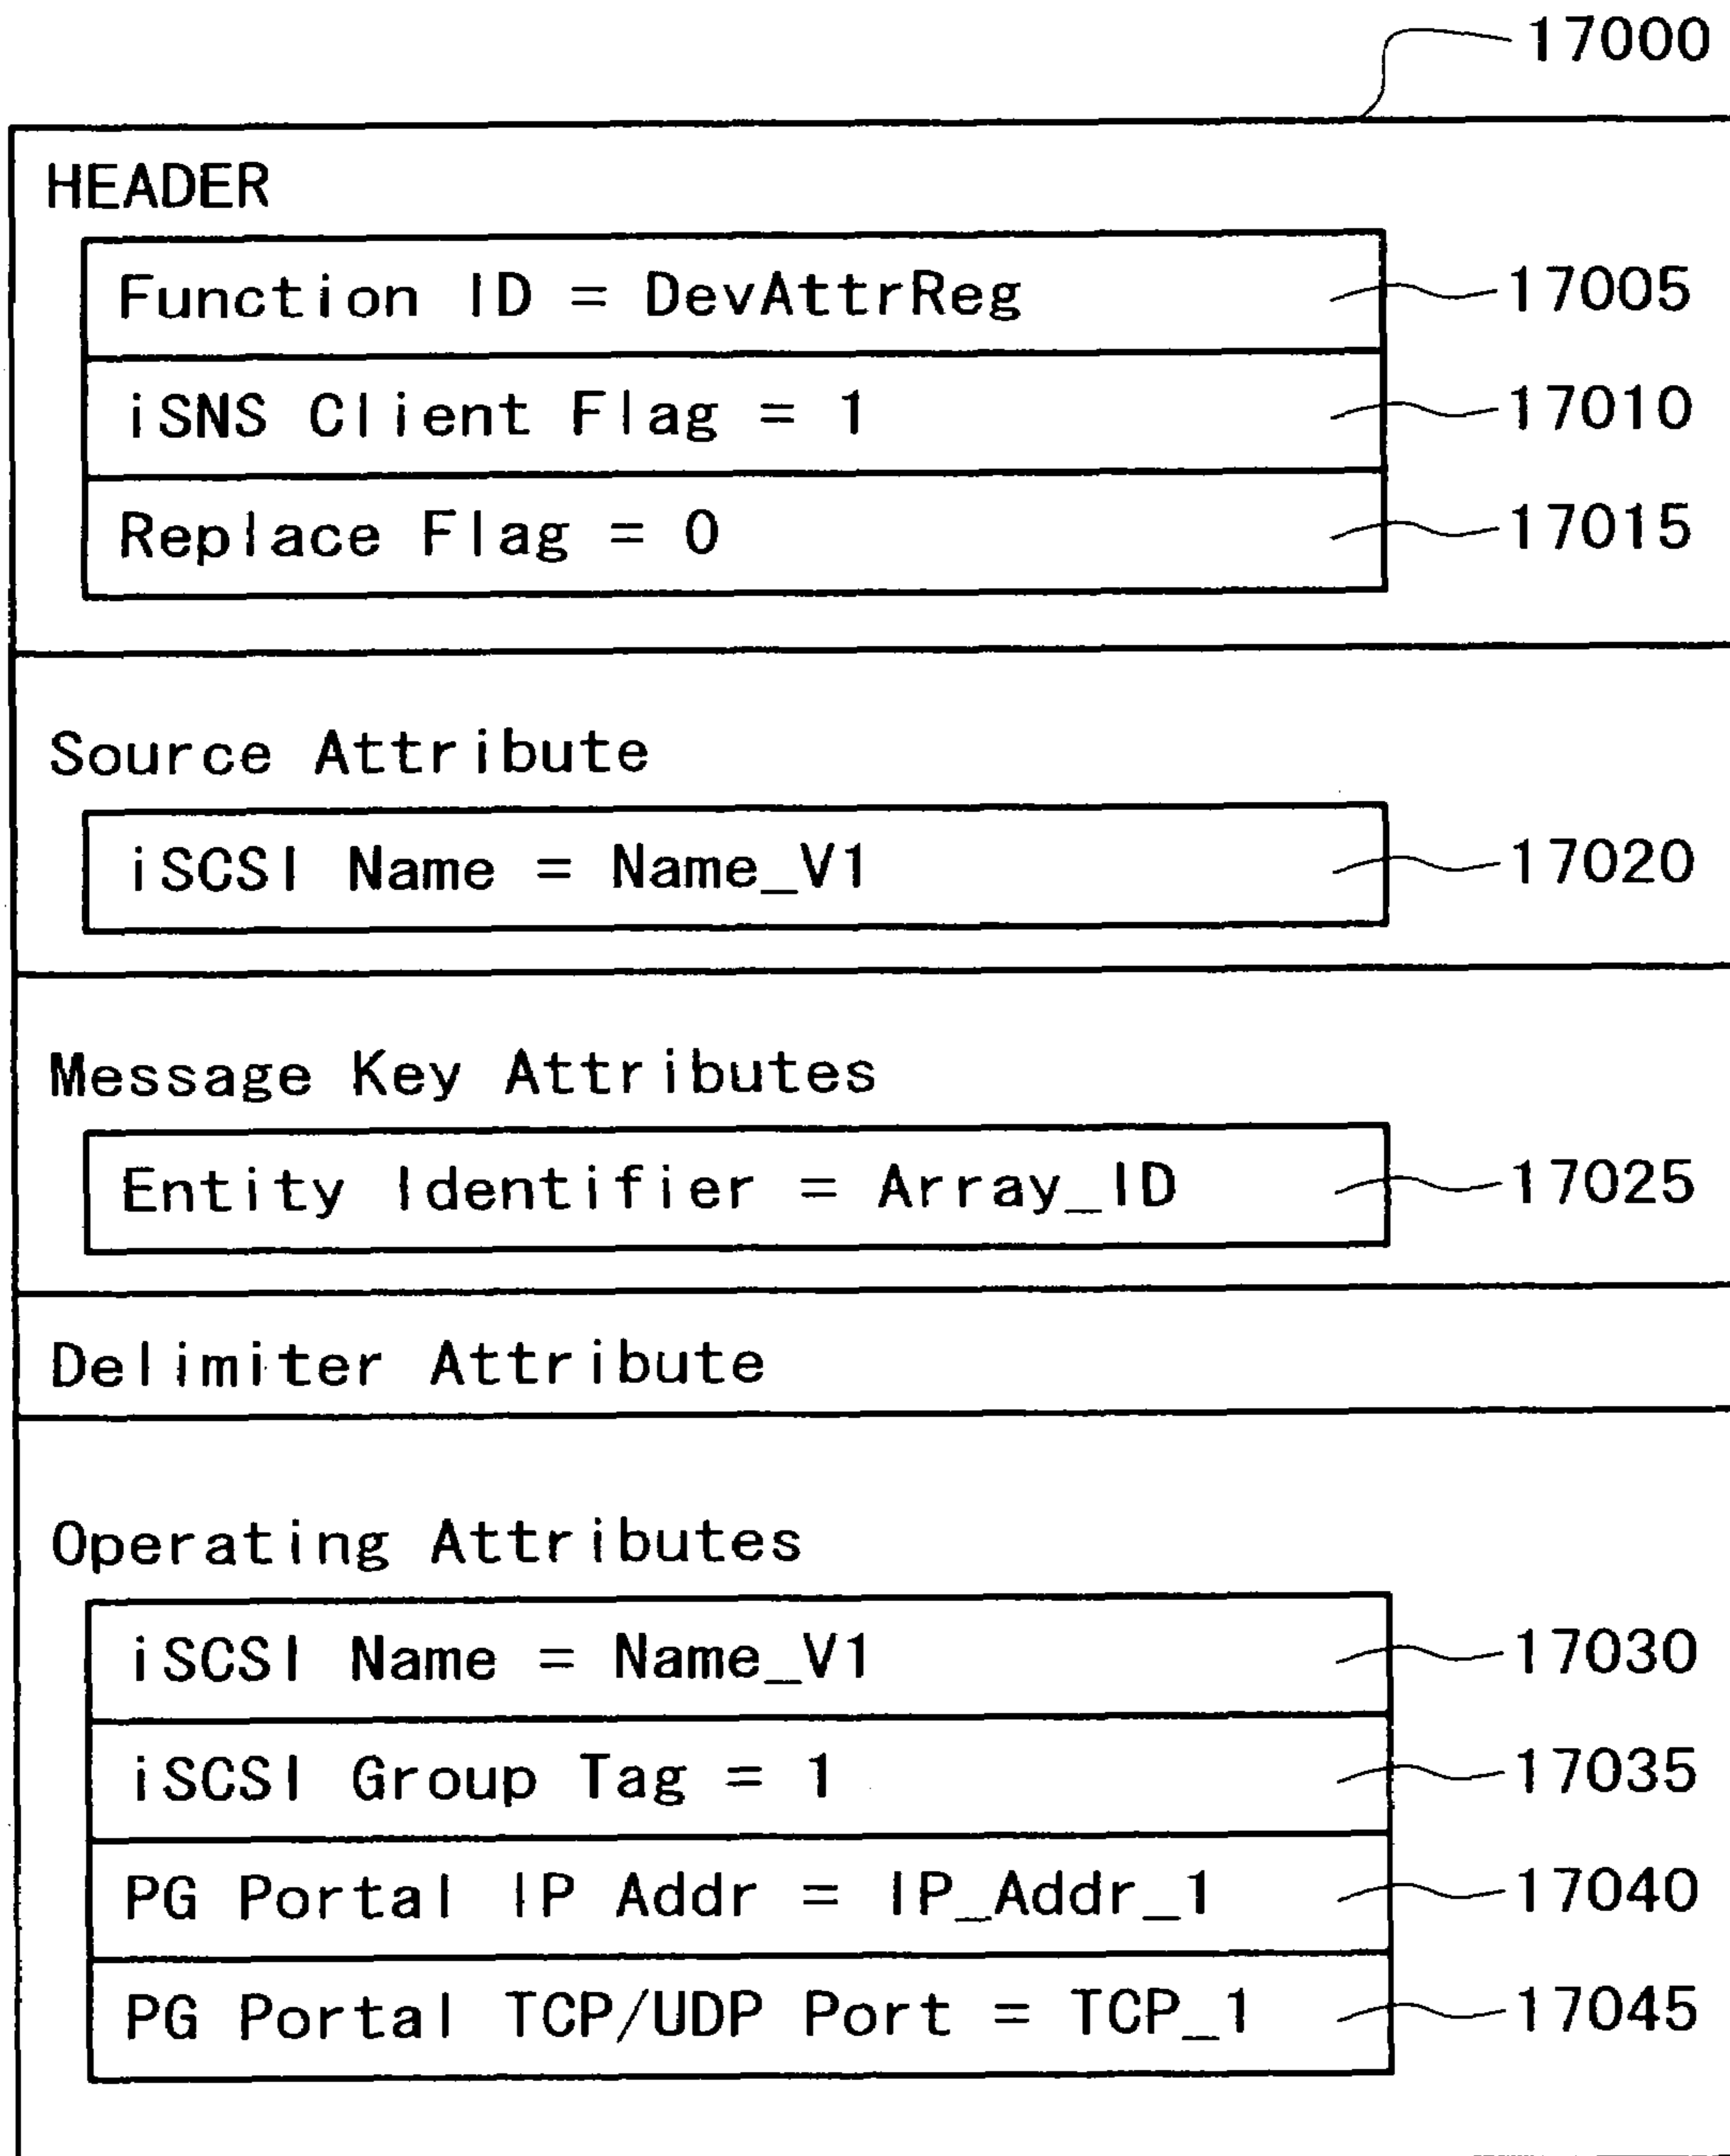 17000
HEADER
Function ID = DevAttrReg 17005
iSNS Client Flag = 1 17010
Replace Flag = 0 17015
Source Attribute
iSCSI Name = Name_V1 17020
Message Key Attributes
Entity Identifier = Array_ID 17025
Delimiter Attribute
Operating Attributes
iSCSI Name = Name_V1 17030
iSCSI Group Tag = 1 17035
PG Portal IP Addr = IP_Addr_1 17040
PG Portal TCP/UDP Port = TCP_1 17045